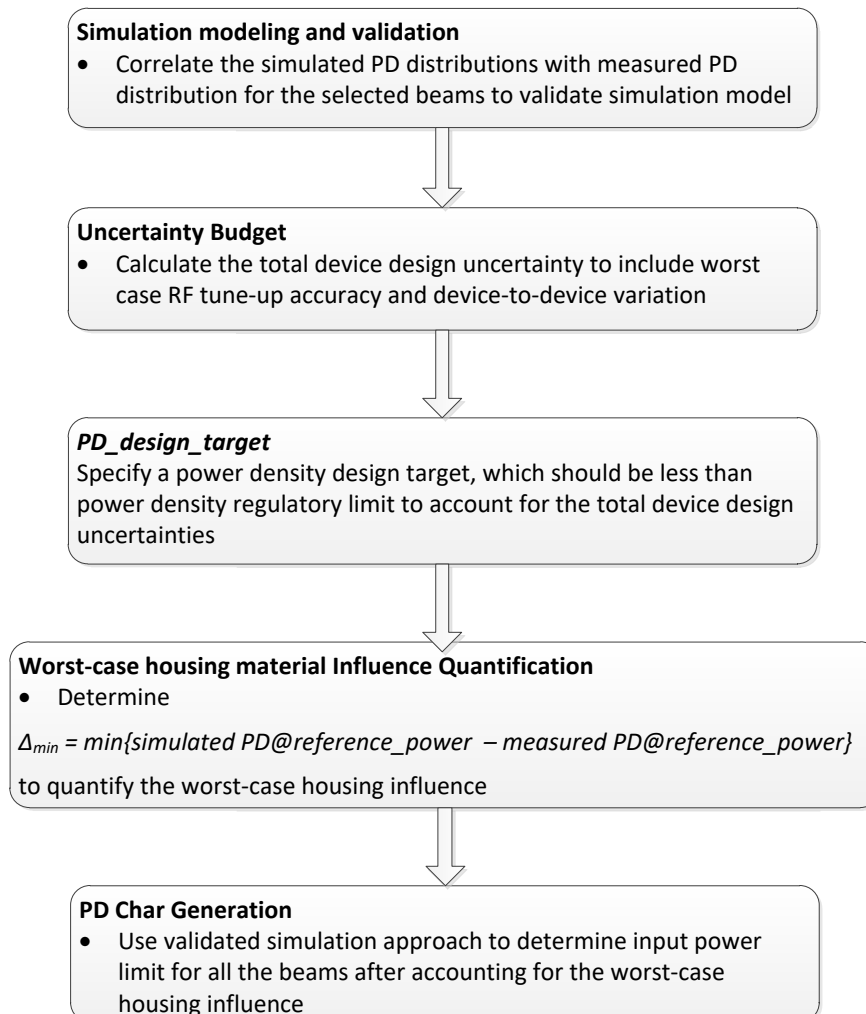 Simulation modeling and validation
• Correlate the simulated PD distributions with measured PD
distribution for the selected beams to validate simulation model
Uncertainty Budget
• Calculate the total device design uncertainty to include worst
case RF tune-up accuracy and device-to-device variation
PD_design_target
Specify a power density design target, which should be less than
power density regulatory limit to account for the total device design
uncertainties
Worst-case housing material Influence Quantification
• Determine
Δmin = min{simulated PD@reference_power – measured PD@reference_power}
to quantify the worst-case housing influence
PD Char Generation
• Use validated simulation approach to determine input power
limit for all the beams after accounting for the worst-case
housing influence